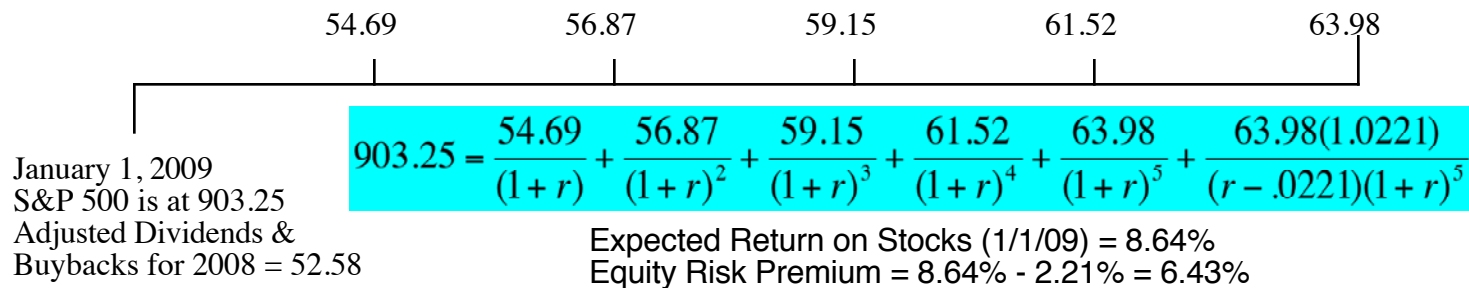 54.69 56.87 59.15 61.52 63.98
903.25 = 54.69/(1 + r) + 56.87/(1 + r)^2 + 59.15/(1 + r)^3 + 61.52/(1 + r)^4 + 63.98/(1 + r)^5 + 63.98(1.0221)/((r − .0221)(1 + r)^5)
January 1, 2009
S&P 500 is at 903.25
Adjusted Dividends &
Buybacks for 2008 = 52.58
Expected Return on Stocks (1/1/09) = 8.64%
Equity Risk Premium = 8.64% - 2.21% = 6.43%